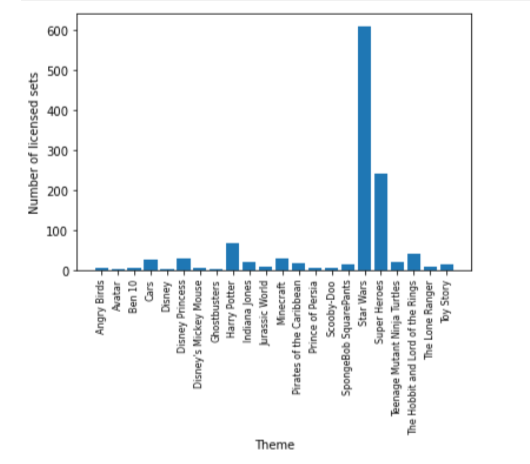 Number of licensed sets
600
500
400
300
200
100
0
Angry Birds
Avatar
Ben 10
Cars
Disney
Disney Princess
Disney's Mickey Mouse
Ghostbusters
Harry Potter
Indiana Jones
Jurassic World
Minecraft
Pirates of the Caribbean
Prince of Persia
Scooby-Doo
SpongeBob SquarePants
Star Wars
Super Heroes
Teenage Mutant Ninja Turtles
The Hobbit and Lord of the Rings
The Lone Ranger
Toy Story
Theme